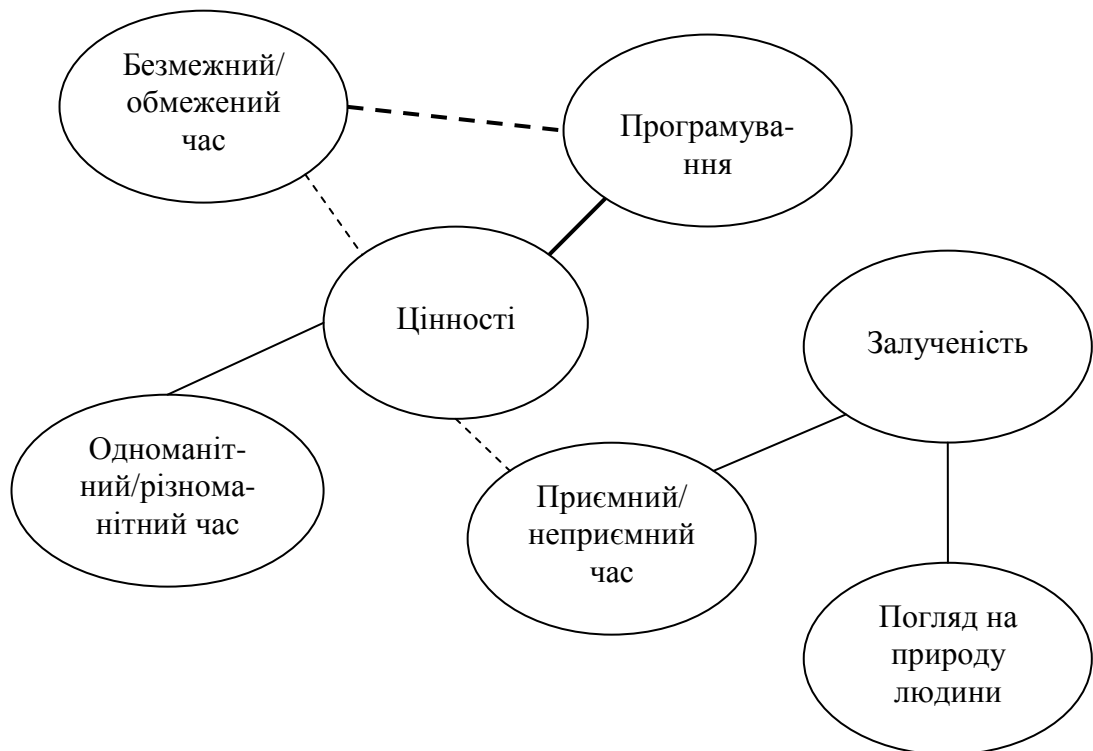 Безмежний/
обмежений
час
Програмува-
ння
Цінності
Залученість
Одноманіт-
ний/різнома-
нітний час
Приємний/
неприємний
час
Погляд на
природу
людини